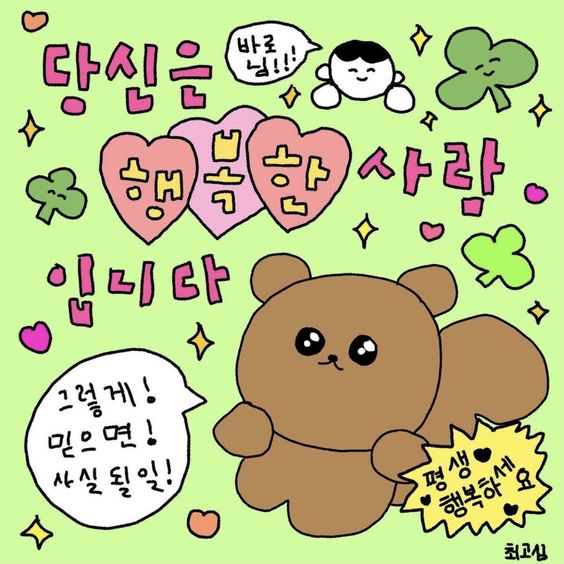 당신은
바로
님!!!
행복한 사람
입니다
그렇게!
믿으면!
사실 될 일!
평생♥
♥행복하세요♥
최고심